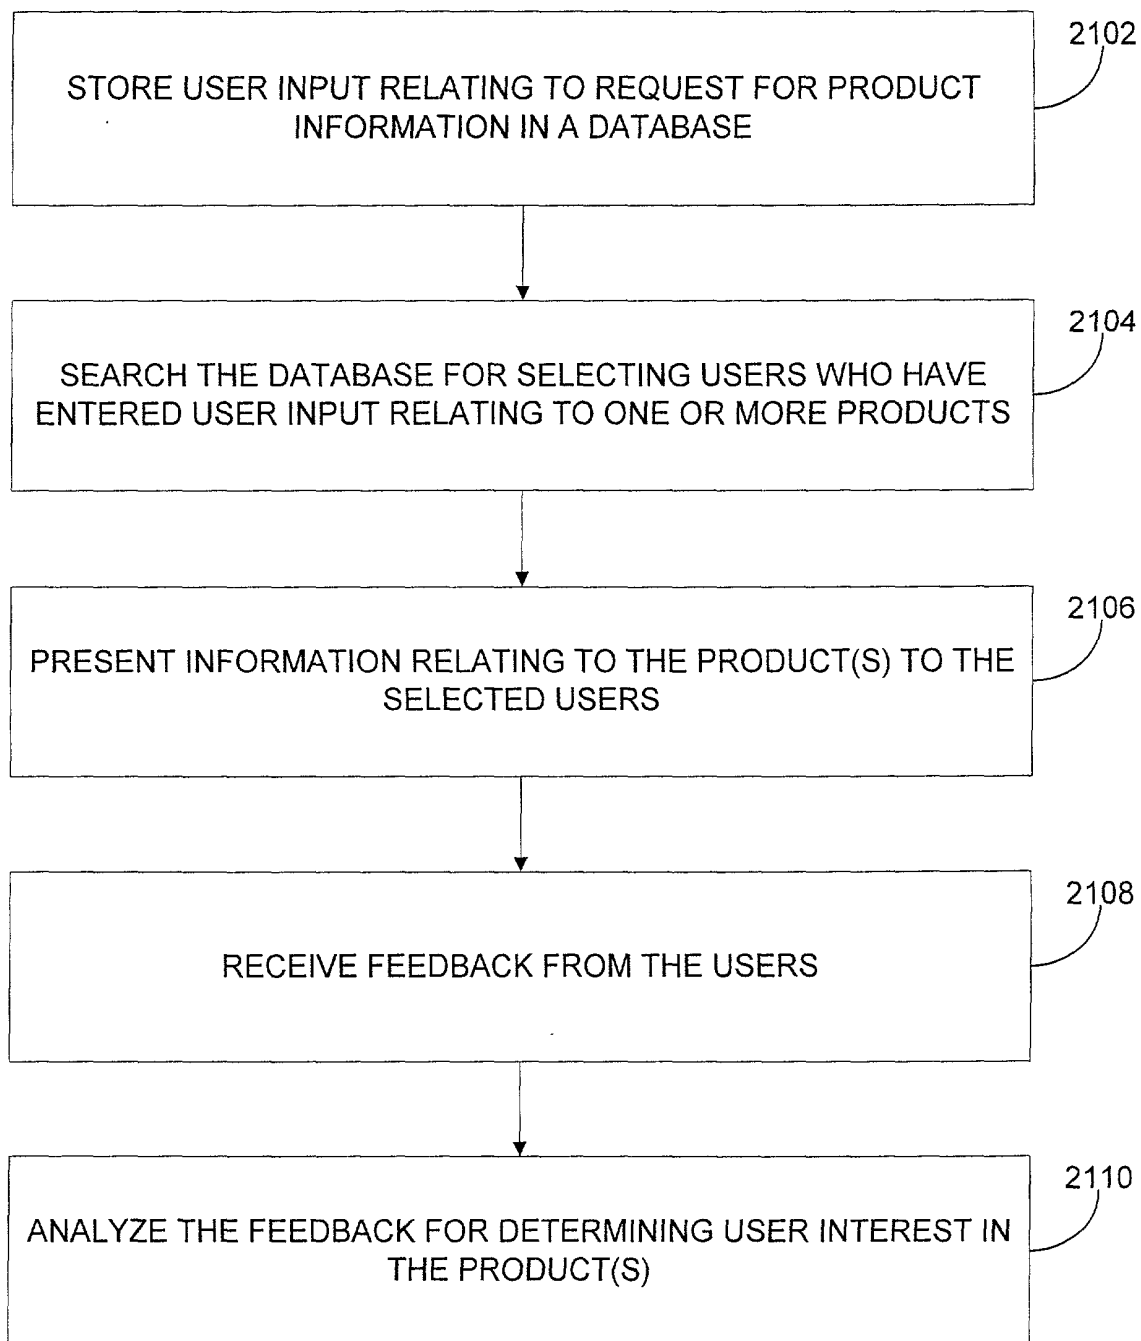 2102
STORE USER INPUT RELATING TO REQUEST FOR PRODUCT
INFORMATION IN A DATABASE
2104
SEARCH THE DATABASE FOR SELECTING USERS WHO HAVE
ENTERED USER INPUT RELATING TO ONE OR MORE PRODUCTS
2106
PRESENT INFORMATION RELATING TO THE PRODUCT(S) TO THE
SELECTED USERS
2108
RECEIVE FEEDBACK FROM THE USERS
2110
ANALYZE THE FEEDBACK FOR DETERMINING USER INTEREST IN
THE PRODUCT(S)